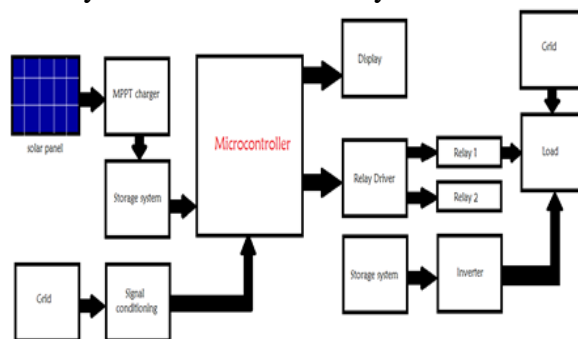 Display
Grid
MPPT charger
solar panel
Microcontroller
Relay 1
Load
Relay Driver
Storage system
Relay 2
Storage system
Inverter
Grid
Signal
conditioning